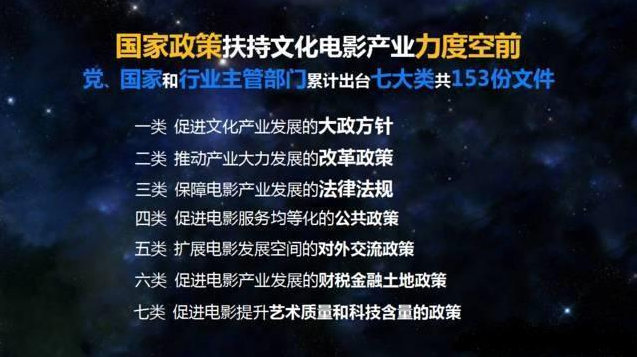 国家政策扶持文化电影产业力度空前
党、国家和行业主管部门累计出台七大类共153份文件
一类 促进文化产业发展的大政方针
二类 推动产业大力发展的改革政策
三类 保障电影产业发展的法律法规
四类 促进电影服务均等化的公共政策
五类 扩展电影发展空间的对外交流政策
六类 促进电影产业发展的财税金融土地政策
七类 促进电影提升艺术质量和科技含量的政策